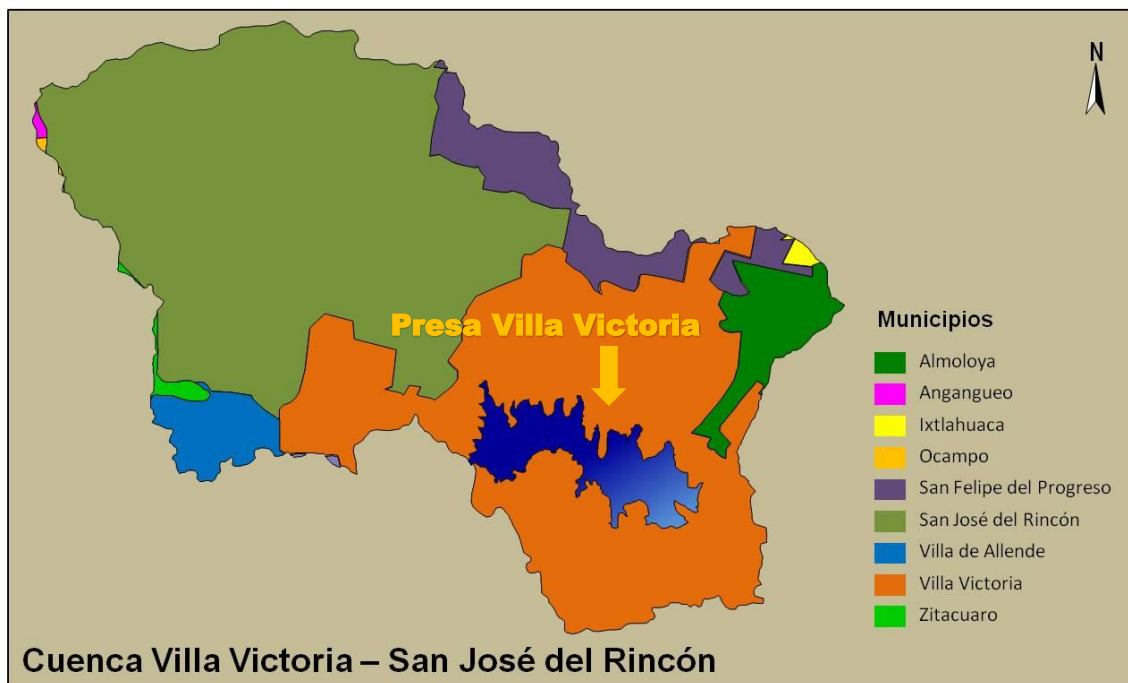 N
Presa Villa Victoria
Municipios
Almoloya
Angangueo
Ixtlahuaca
Ocampo
San Felipe del Progreso
San José del Rincón
Villa de Allende
Villa Victoria
Zitacuaro
Cuenca Villa Victoria – San José del Rincón